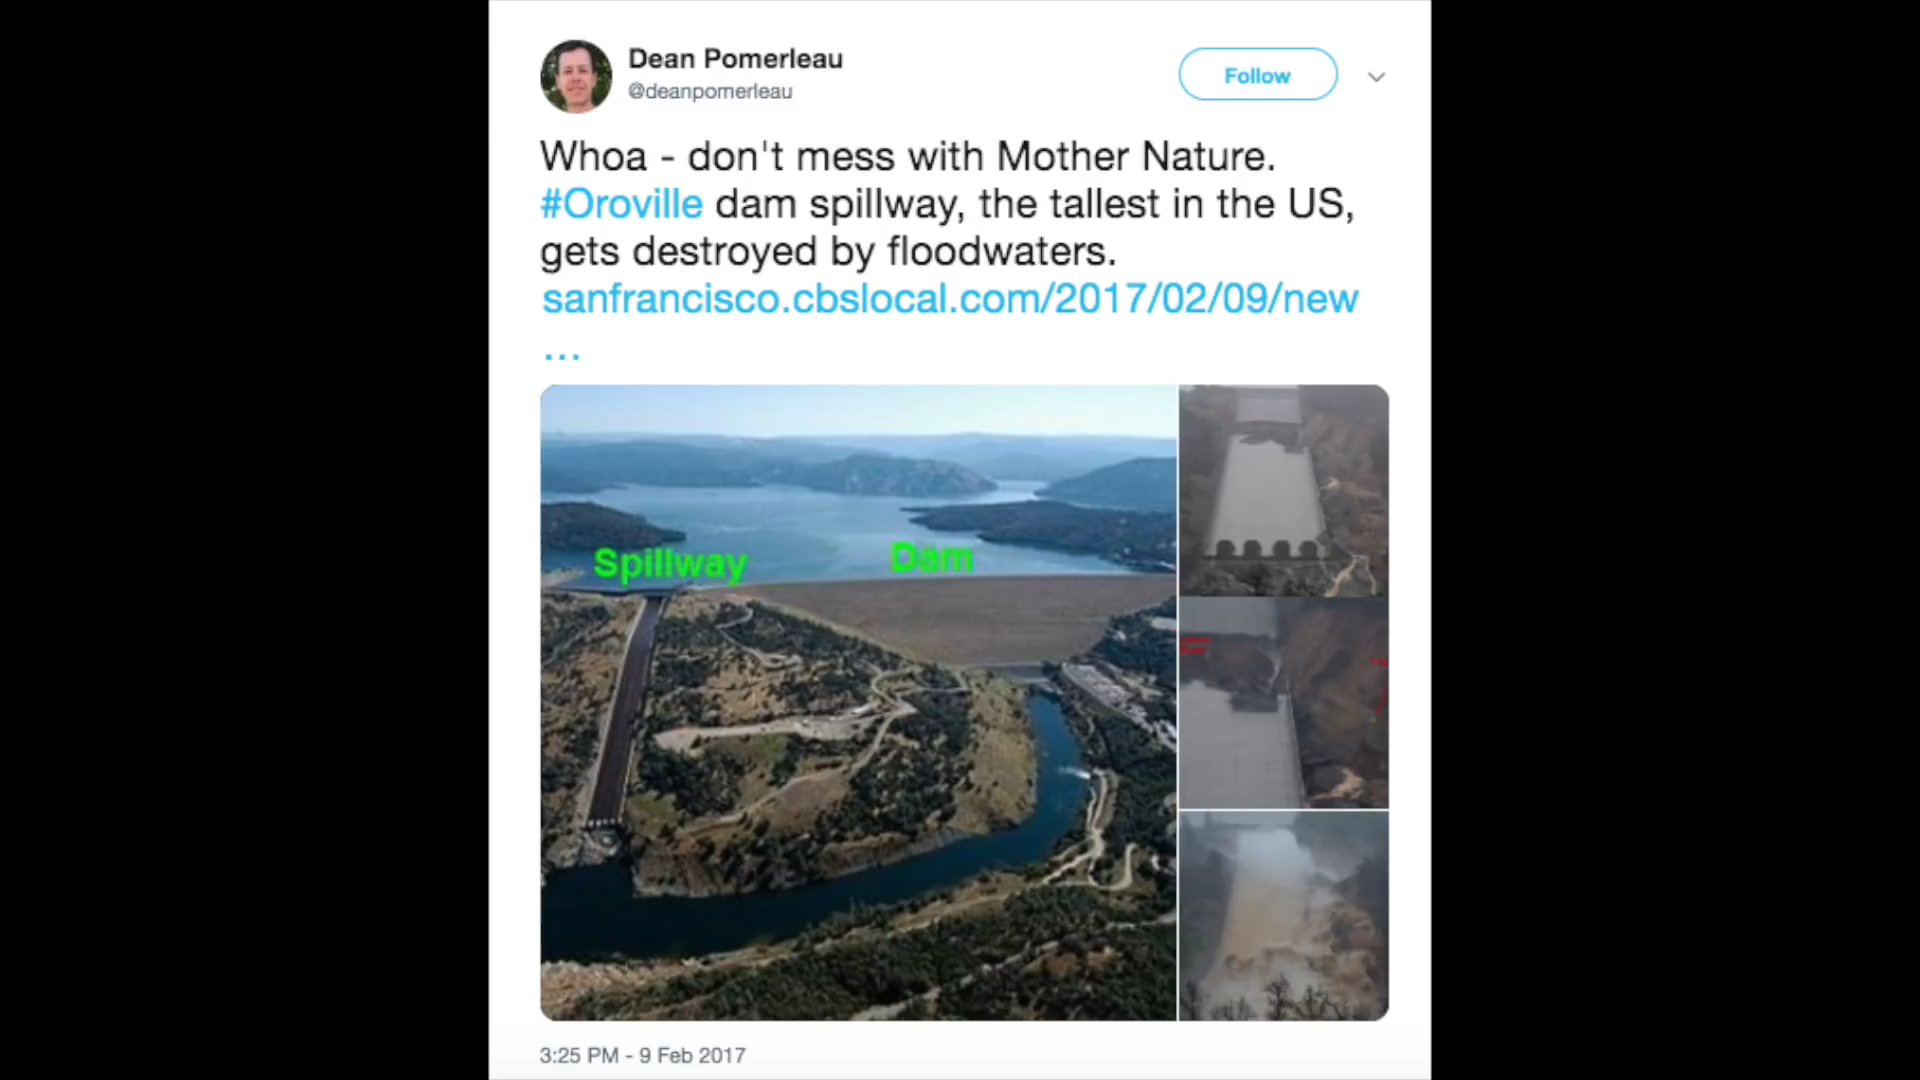 Dean Pomerleau
@deanpomerleau
Follow
Whoa - don't mess with Mother Nature.
#Oroville dam spillway, the tallest in the US,
gets destroyed by floodwaters.
sanfrancisco.cbslocal.com/2017/02/09/new
...
Spillway
Dam
3:25 PM - 9 Feb 2017